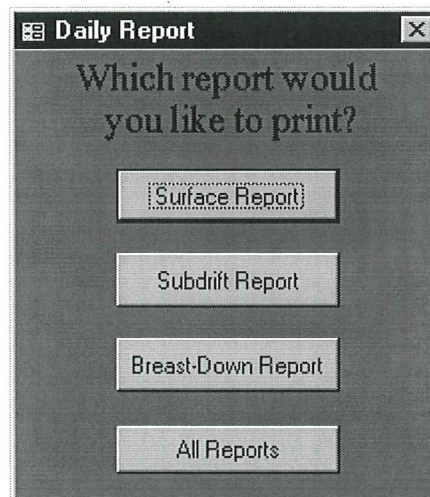 Daily Report
Which report would
you like to print?
Surface Report
Subdrift Report
Breast-Down Report
All Reports